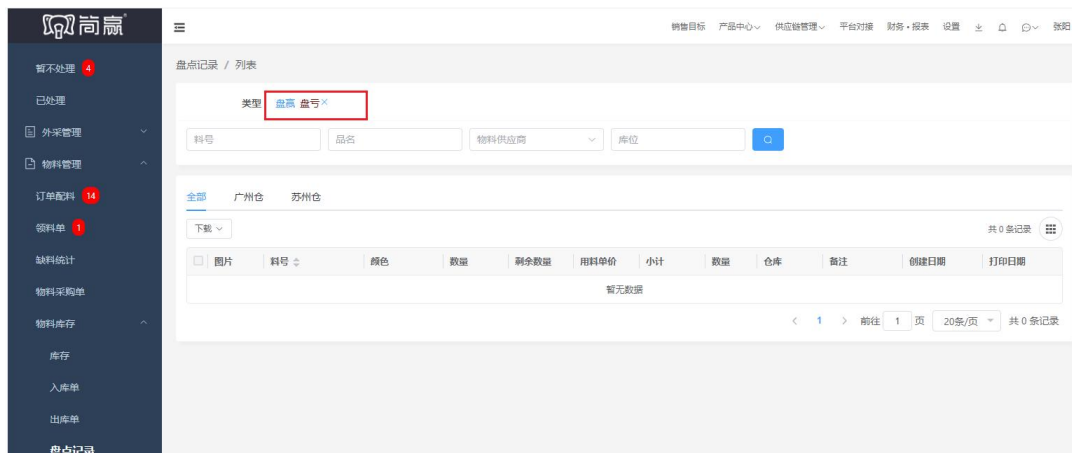 简赢
销售目标 产品中心 供应链管理 平台对接 财务•报表 设置 张阳
暂不处理 4
已处理
外采管理
物料管理
订单配料 14
领料单 1
缺料统计
物料采购单
物料库存
库存
入库单
出库单
盘点记录
盘点记录 / 列表
类型 盘赢 盘亏×
料号 品名 物料供应商 库位
全部 广州仓 苏州仓
下载 共 0 条记录
图片 料号 颜色 数量 剩余数量 用料单价 小计 数量 仓库 备注 创建日期 打印日期
暂无数据
< 1 > 前往 1 页 20条/页 共 0 条记录